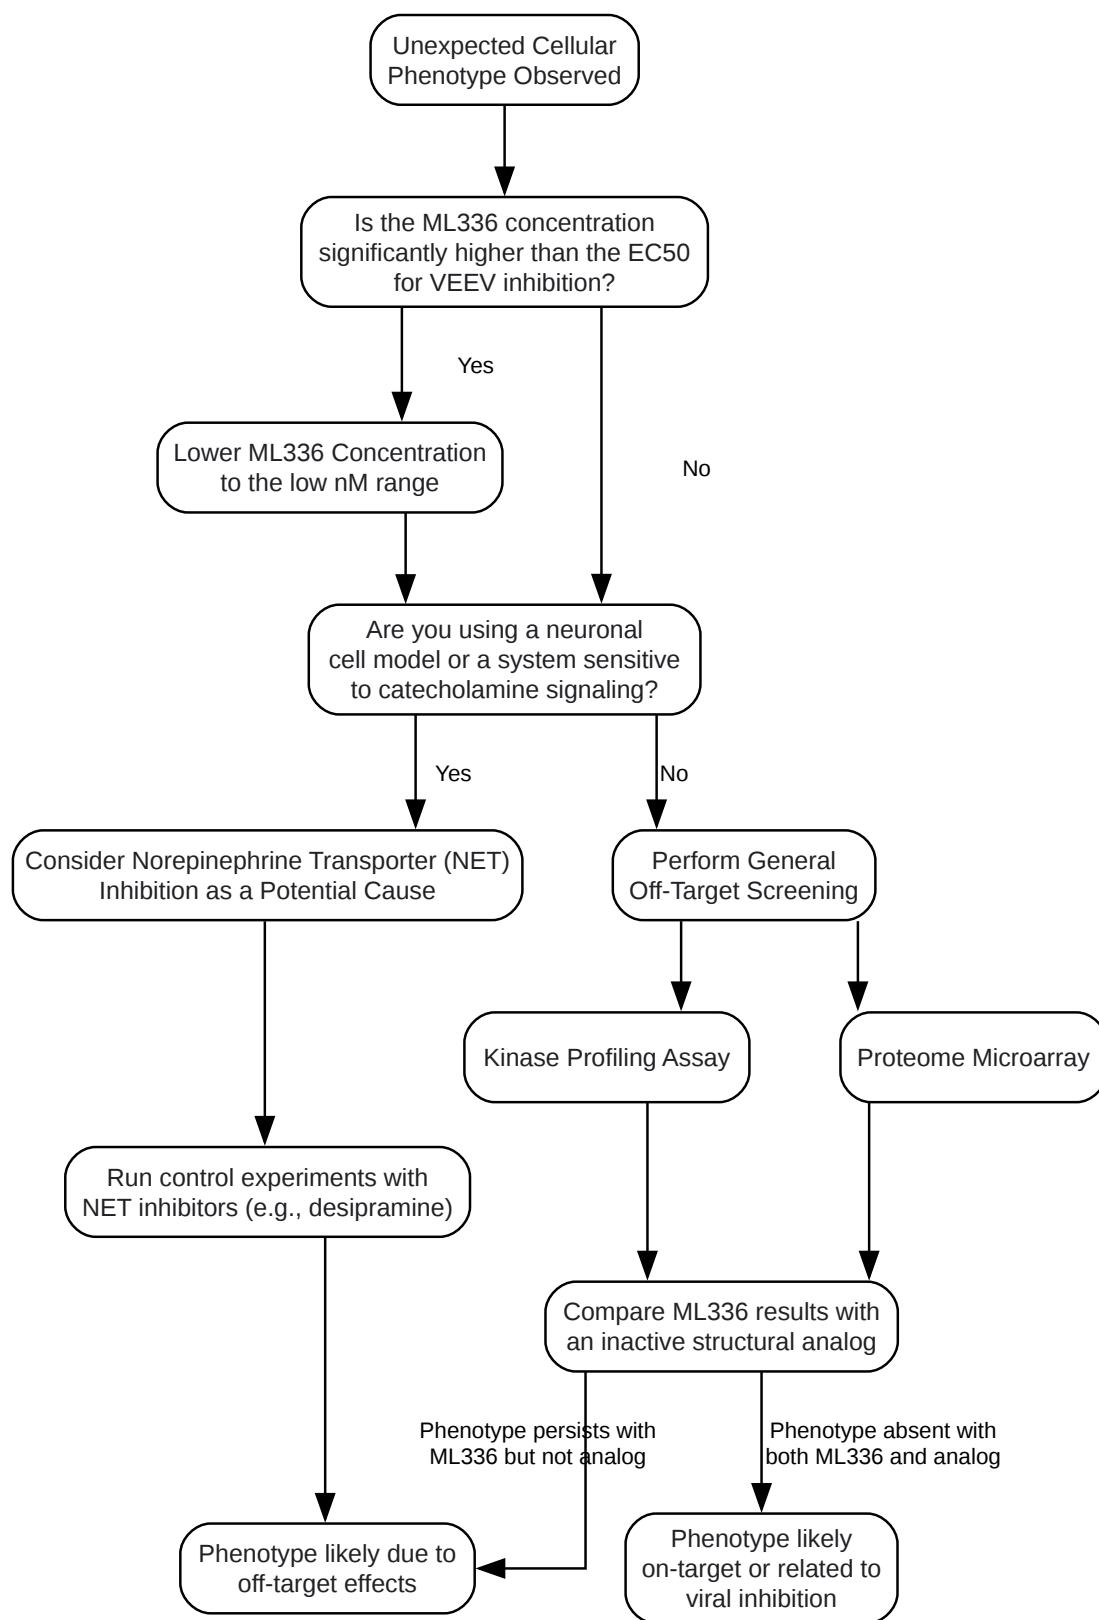 Unexpected Cellular
Phenotype Observed
Is the ML336 concentration
significantly higher than the EC50
for VEEV inhibition?
Yes
Lower ML336 Concentration
to the low nM range
No
Are you using a neuronal
cell model or a system sensitive
to catecholamine signaling?
Yes
No
Consider Norepinephrine Transporter (NET)
Inhibition as a Potential Cause
Perform General
Off-Target Screening
Kinase Profiling Assay
Proteome Microarray
Run control experiments with
NET inhibitors (e.g., desipramine)
Compare ML336 results with
an inactive structural analog
Phenotype persists with
ML336 but not analog
Phenotype absent with
both ML336 and analog
Phenotype likely due to
off-target effects
Phenotype likely
on-target or related to
viral inhibition